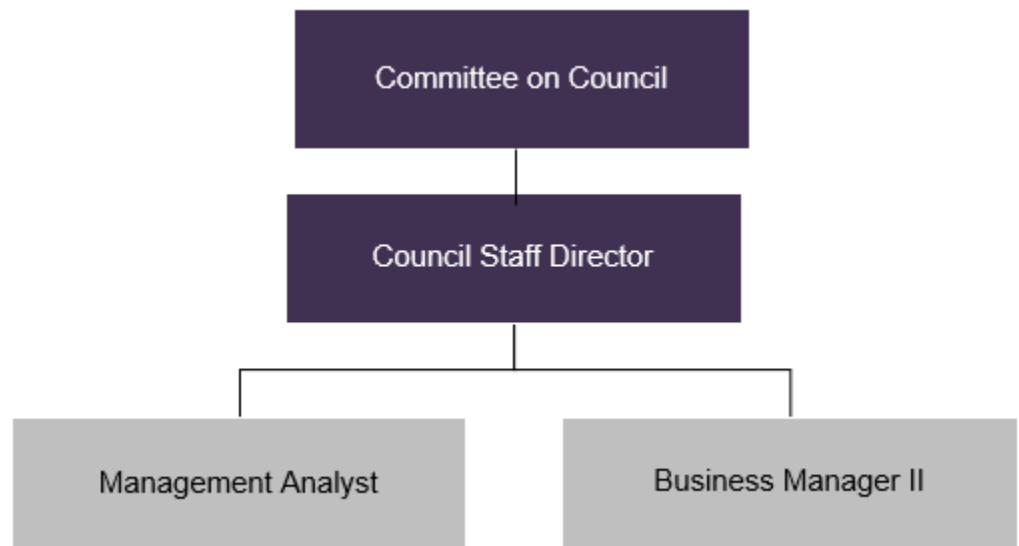 Committee on Council
Council Staff Director
Management Analyst
Business Manager II